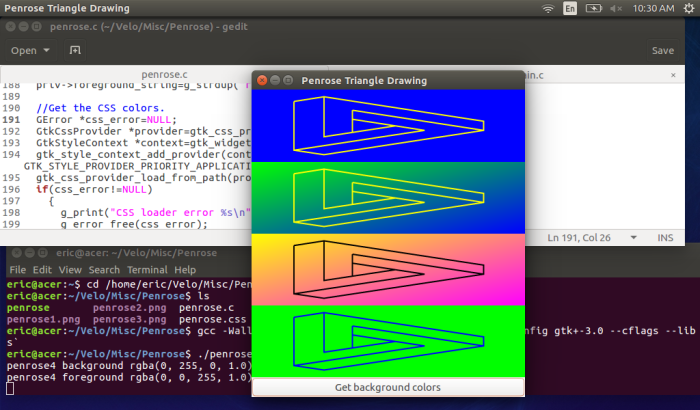 Penrose Triangle Drawing
En
10:30 AM
penrose.c (~/Velo/Misc/Penrose) - gedit
Open
Save
penrose.c
in.c
×
188 priv->foreground_string=g_strdup(
189
190 //Get the CSS colors.
191 GError *css_error=NULL;
192 GtkCssProvider *provider=gtk_css_pr
193 GtkStyleContext *context=gtk_widge
194 gtk_style_context_add_provider(con
GTK_STYLE_PROVIDER_PRIORITY_APPLICATI
195 gtk_css_provider_load_from_path(pro
196 if(css_error!=NULL)
197 {
198 g_print("CSS loader error %s\n"
199 g_error_free(css_error);
Ln 191, Col 26
INS
Penrose Triangle Drawing
Get background colors
eric@acer: ~/Velo/Misc/Penrose
File Edit View Search Terminal Help
eric@acer:~$ cd /home/eric/Velo/Misc/Pen
eric@acer:~/Velo/Misc/Penrose$ ls
penrose penrose2.png penrose.c
penrose1.png penrose3.png penrose.css
eric@acer:~/Velo/Misc/Penrose$ gcc -Wall
nfig gtk+-3.0 --cflags --lib
s`
eric@acer:~/Velo/Misc/Penrose$ ./penrose
penrose4 background rgba(0, 255, 0, 1.0)
penrose4 foreground rgba(0, 0, 255, 1.0)